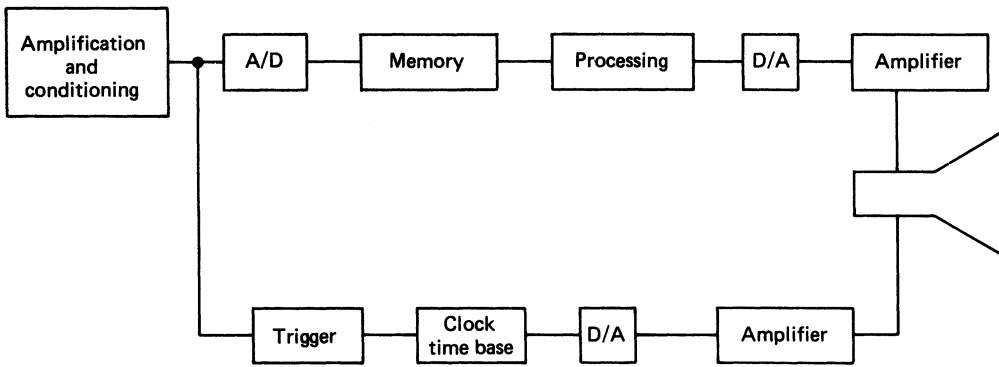 Amplification
and
conditioning
A/D
Memory
Processing
D/A
Amplifier
Trigger
Clock
time base
D/A
Amplifier